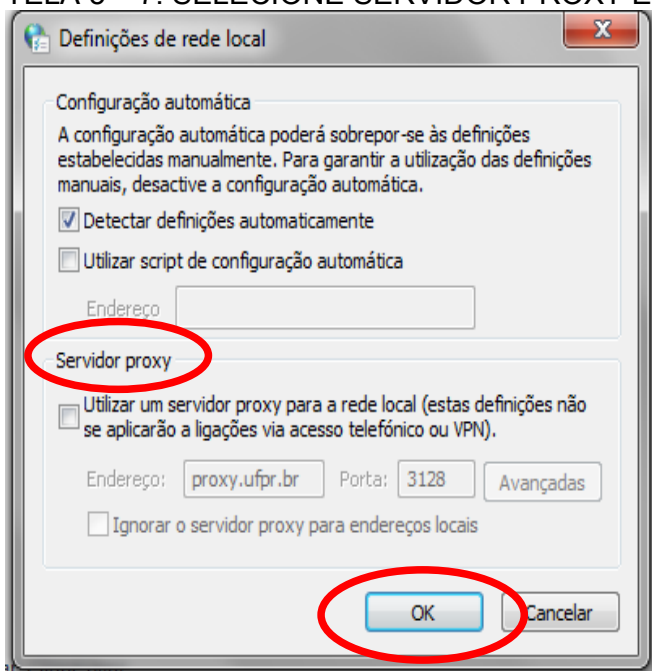 Definições de rede local
Configuração automática
A configuração automática poderá sobrepor-se às definições
estabelecidas manualmente. Para garantir a utilização das definições
manuais, desactive a configuração automática.
Detectar definições automaticamente
Utilizar script de configuração automática
Endereço
Servidor proxy
Utilizar um servidor proxy para a rede local (estas definições não
se aplicarão a ligações via acesso telefónico ou VPN).
Endereço: proxy.ufpr.br Porta: 3128 Avançadas
Ignorar o servidor proxy para endereços locais
OK Cancelar